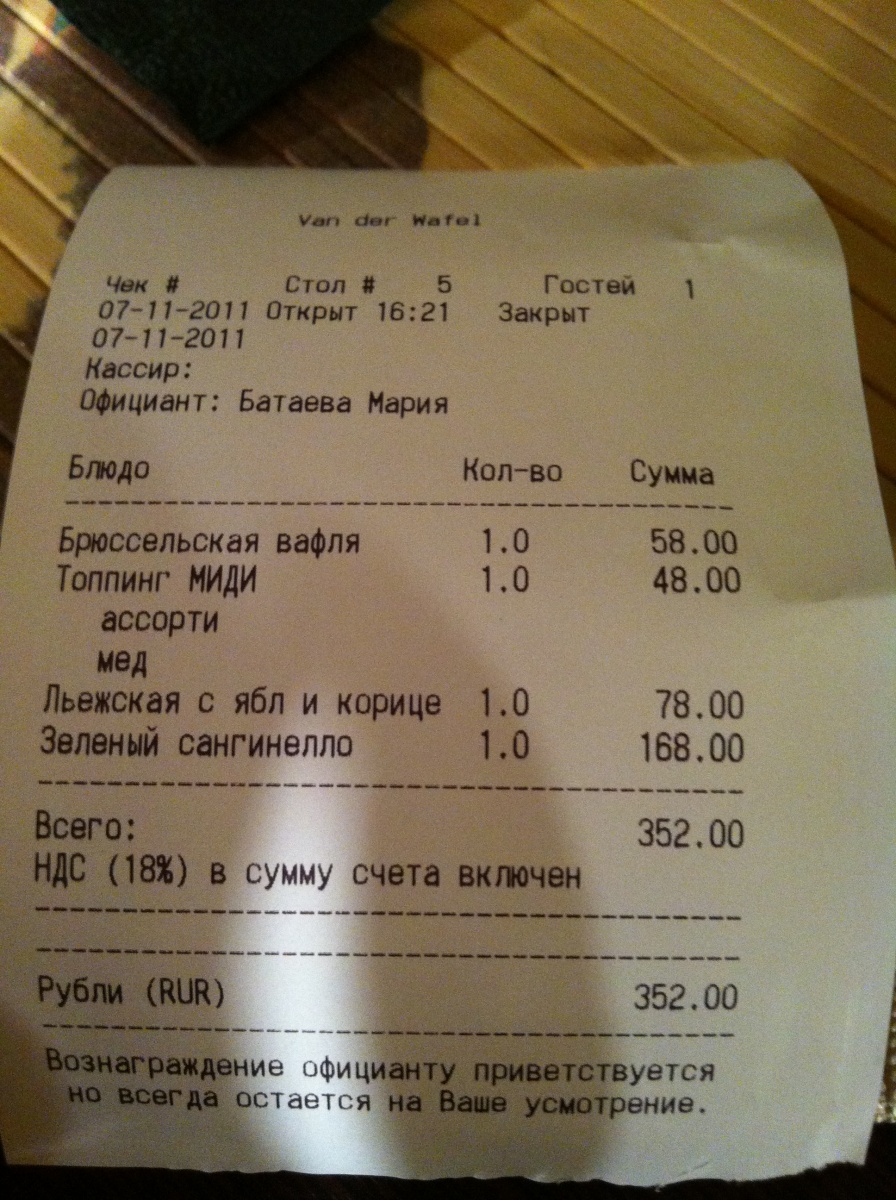 Van der Wafel
Чек # Стол # 5 Гостей 1
07-11-2011 Открыт 16:21 Закрыт
07-11-2011
Кассир:
Официант: Батаева Мария
Блюдо Кол-во Сумма
Брюссельская вафля 1.0 58.00
Топпинг МИДИ 1.0 48.00
ассорти
мед
Льежская с ябл и корице 1.0 78.00
Зеленый сангинелло 1.0 168.00
Всего: 352.00
НДС (18%) в сумму счета включен
Рубли (RUR) 352.00
Вознаграждение официанту приветствуется
но всегда остается на Ваше усмотрение.